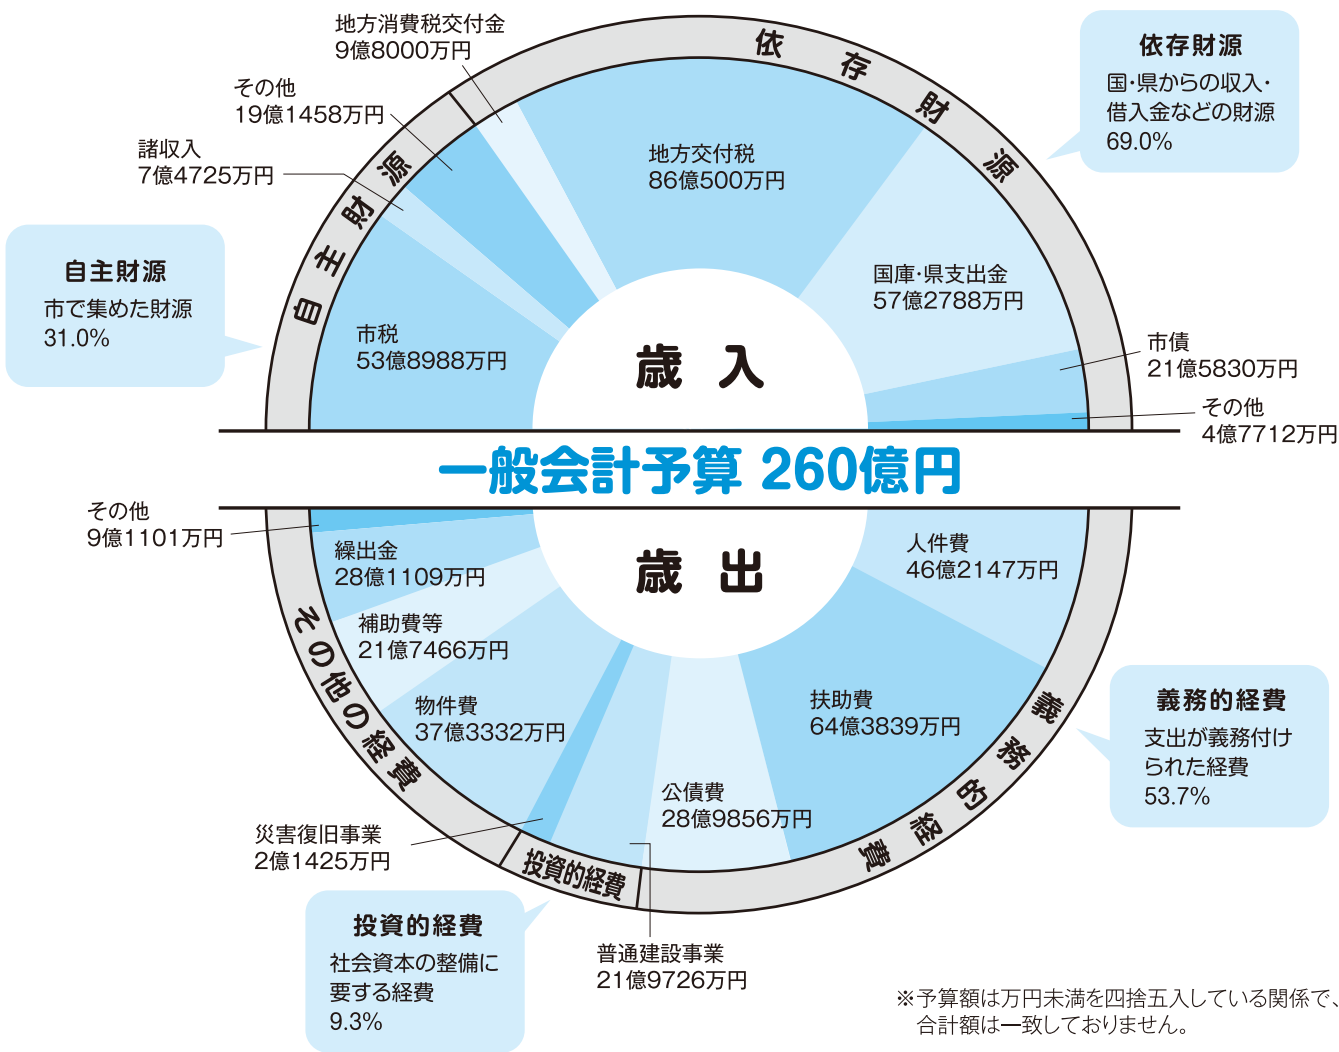 地方消費税交付金
9億8000万円
その他
19億1458万円
諸収入
7億4725万円
自主財源
市で集めた財源
31.0%
自主財源
依存財源
依存財源
国・県からの収入・
借入金などの財源
69.0%
地方交付税
86億500万円
国庫・県支出金
57億2788万円
市税
53億8988万円
市債
21億5830万円
その他
4億7712万円
歳入
一般会計予算 260億円
歳出
その他
9億1101万円
繰出金
28億1109万円
補助費等
21億7466万円
物件費
37億3332万円
人件費
46億2147万円
扶助費
64億3839万円
公債費
28億9856万円
その他の経費
投資的経費
義務的経費
義務的経費
支出が義務付け
られた経費
53.7%
災害復旧事業
2億1425万円
普通建設事業
21億9726万円
投資的経費
社会資本の整備に
要する経費
9.3%
※予算額は万円未満を四捨五入している関係で、
合計額は一致しておりません。